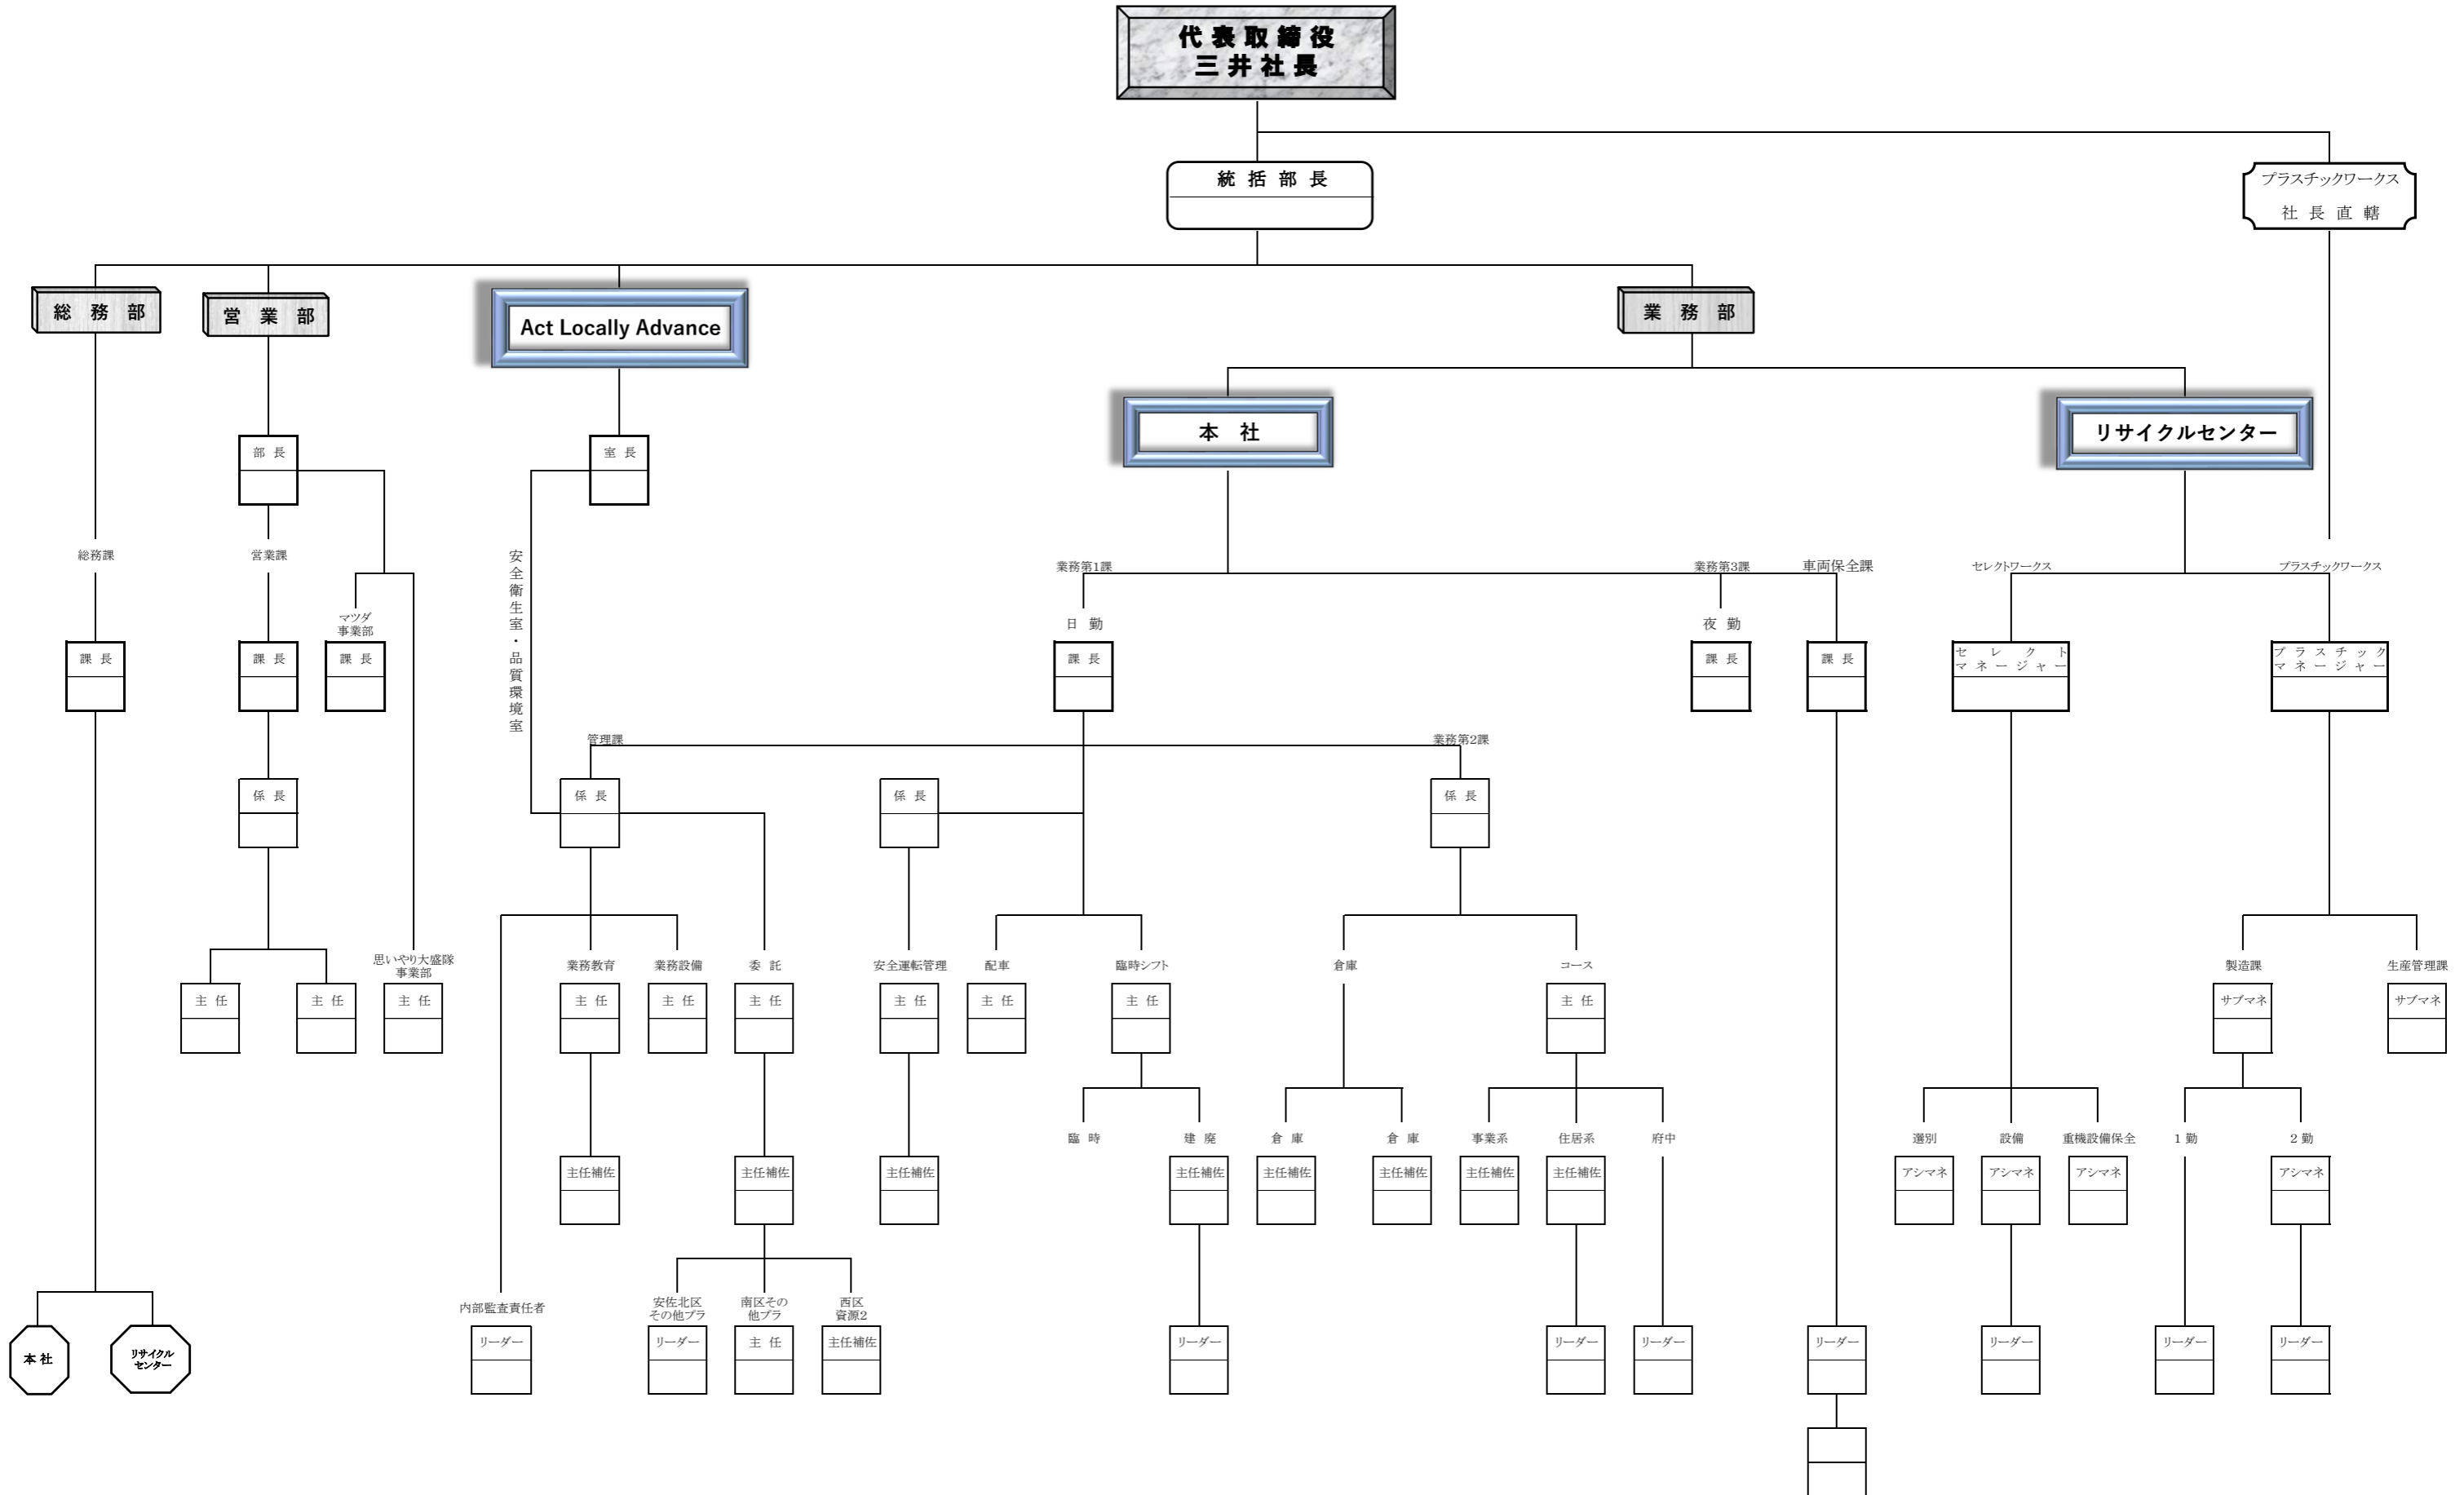 代表取締役
三井社長
統括部長
プラスチックワークス
社長直轄
総務部
営業部
Act Locally Advance
業務部
本社
リサイクルセンター
部長
室長
総務課
営業課
安全衛生室・品質環境室
業務第1課
業務第3課
車両保全課
セレクトワークス
プラスチックワークス
マツダ
事業部
日勤
夜勤
課長
課長
課長
課長
課長
課長
セレクト
マネージャー
プラスチック
マネージャー
管理課
業務第2課
係長
係長
係長
係長
思いやり大盛隊
事業部
業務教育
業務設備
委託
安全運転管理
配車
臨時シフト
倉庫
コース
製造課
生産管理課
主任
主任
主任
主任
主任
主任
主任
主任
主任
主任
サブマネ
サブマネ
臨時
建廃
倉庫
倉庫
事業系
住居系
府中
選別
設備
重機設備保全
1勤
2勤
主任補佐
主任補佐
主任補佐
主任補佐
主任補佐
主任補佐
主任補佐
主任補佐
アシマネ
アシマネ
アシマネ
アシマネ
内部監査責任者
安佐北区
その他プラ
南区その
他プラ
西区
資源2
本社
リサイクル
センター
リーダー
リーダー
主任
主任補佐
リーダー
リーダー
リーダー
リーダー
リーダー
リーダー
リーダー